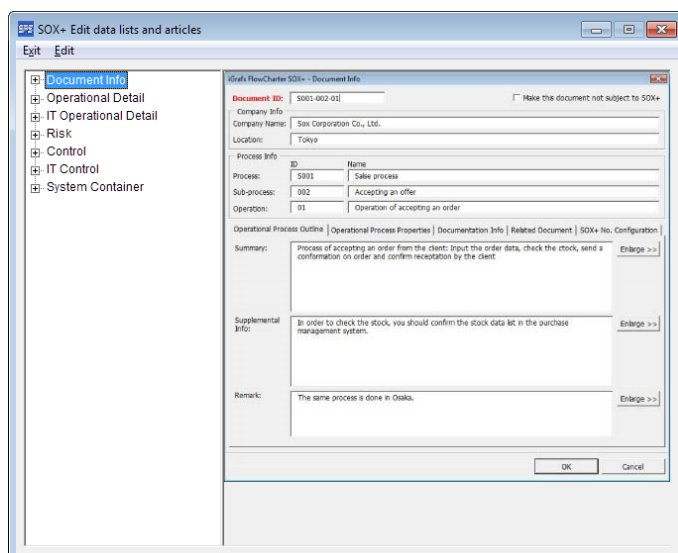 SPS SOX+ Edit data lists and articles
Exit Edit
Document Info
Operational Detail
IT Operational Detail
Risk
Control
IT Control
System Container
iGrafx FlowCharter SOX+ - Document Info
Document ID: S001-002-01 Make this document not subject to SOX+
Company Info
Company Name: Sox Corporation Co., Ltd.
Location: Tokyo
Process Info
ID Name
Process: S001 Salse process
Sub-process: 002 Accepting an offer
Operation: 01 Operation of accepting an order
Operational Process Outline Operational Process Properties Documentation Info Related Document SOX+ No. Configuration
Summary: Process of accepting an order from the client: Input the order data, check the ctock, send a Enlarge >>
conformation on order and confirm receptation by the client
Supplemental In order to check the stock, you should confirm the stock data list in the purchase Enlarge >>
Info: management system.
Remark: The same process is done in Osaka. Enlarge >>
OK Cancel